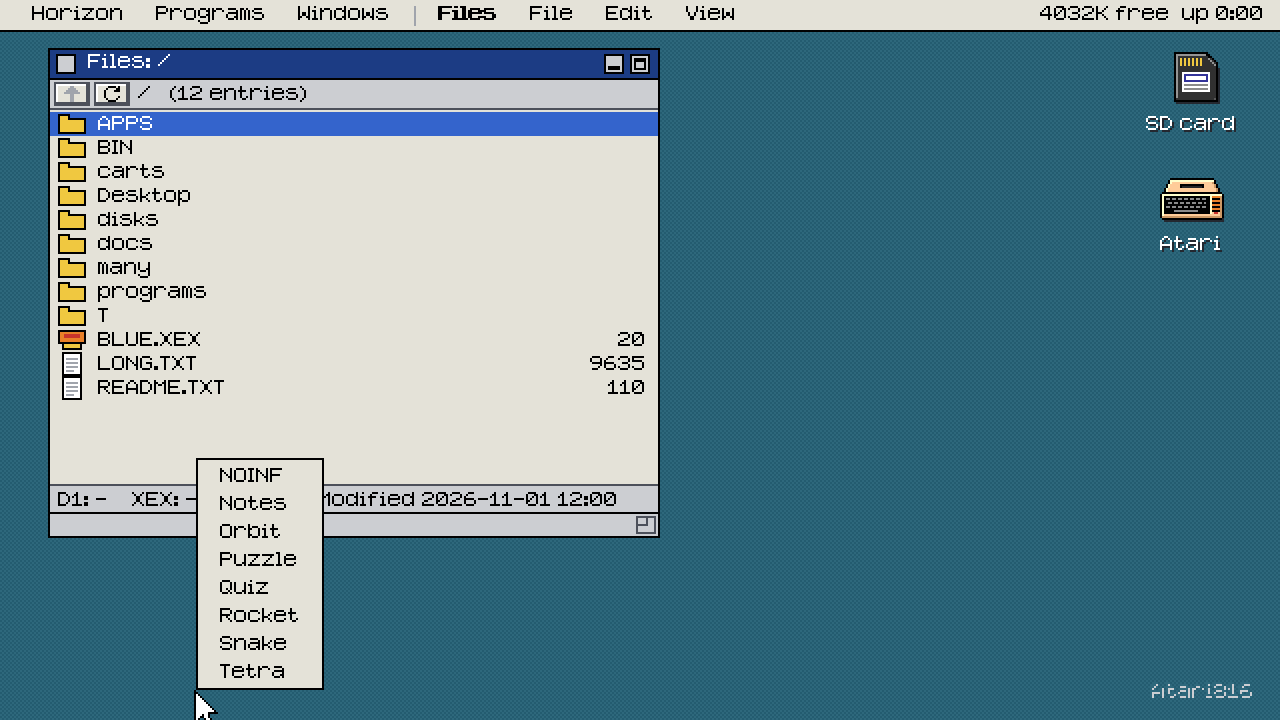 Horizon Programs Windows | Files File Edit View 4032K free up 0:00
Files: /
/ (12 entries)
APPS
BIN
carts
Desktop
disks
docs
many
programs
T
BLUE.XEX 20
LONG.TXT 9635
README.TXT 110
D1: - XEX: - Modified 2026-11-01 12:00
NOINF
Notes
Orbit
Puzzle
Quiz
Rocket
Snake
Tetra
SD card
Atari
Atari816